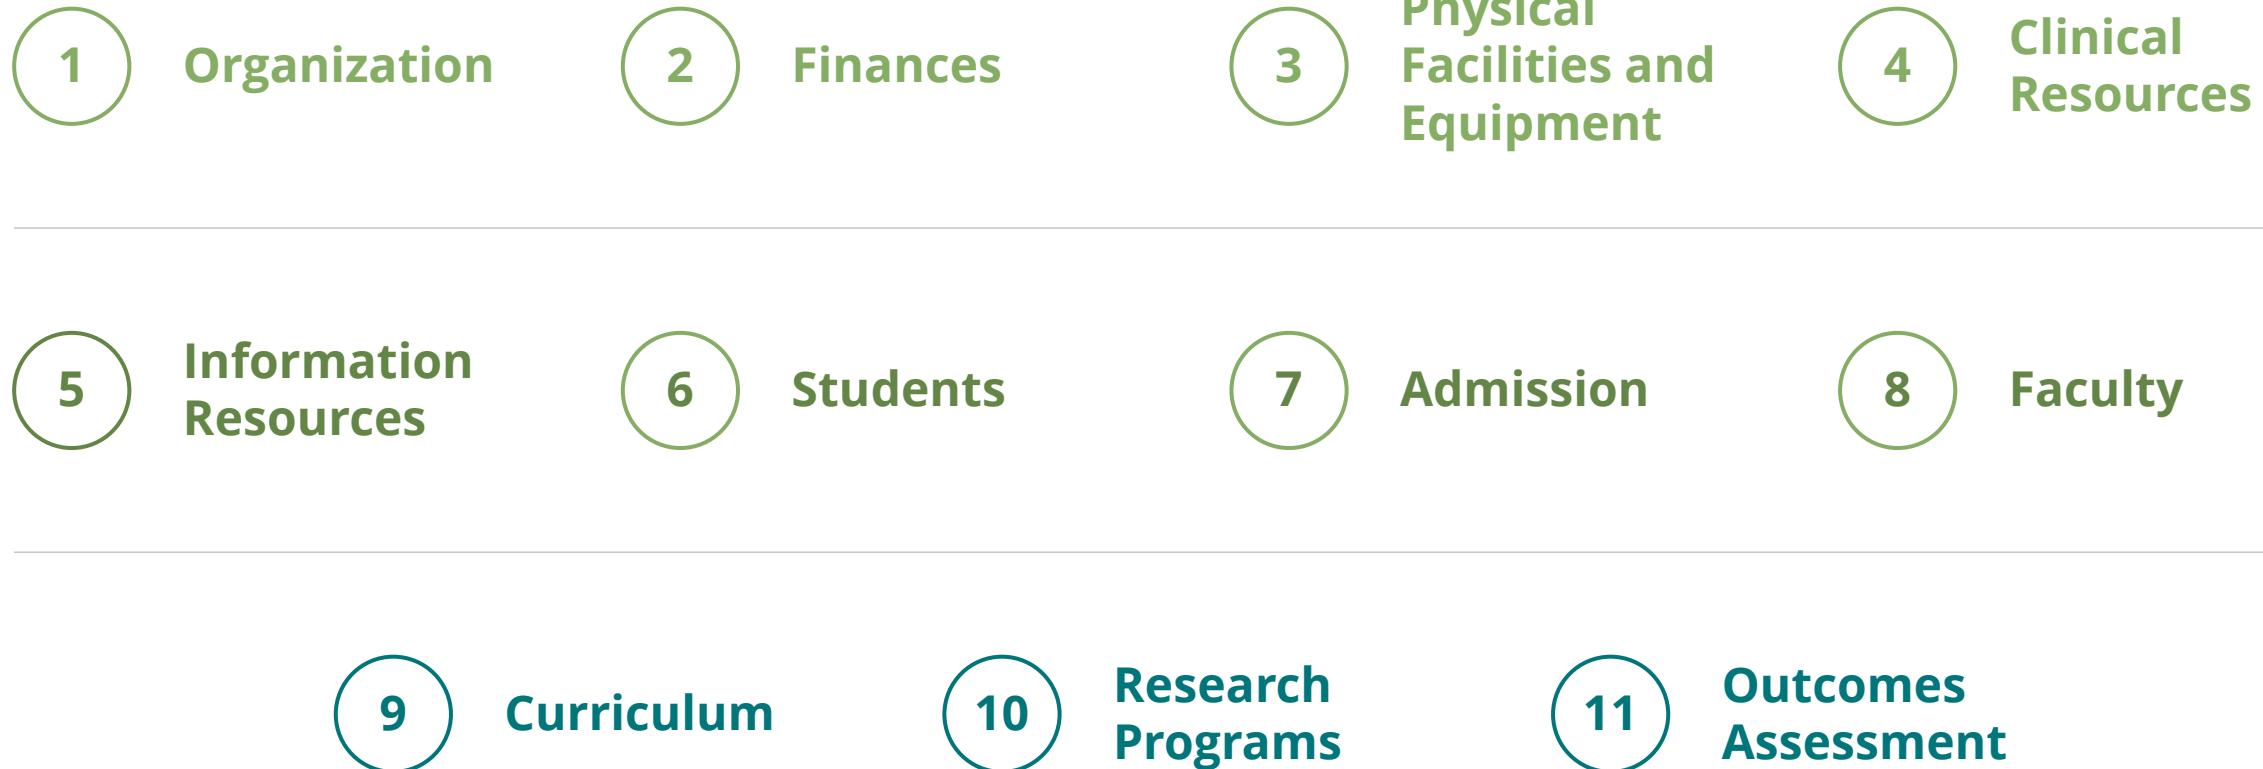 1 Organization
2 Finances
3 Physical
Facilities and
Equipment
4 Clinical
Resources
5 Information
Resources
6 Students
7 Admission
8 Faculty
9 Curriculum
10 Research
Programs
11 Outcomes
Assessment